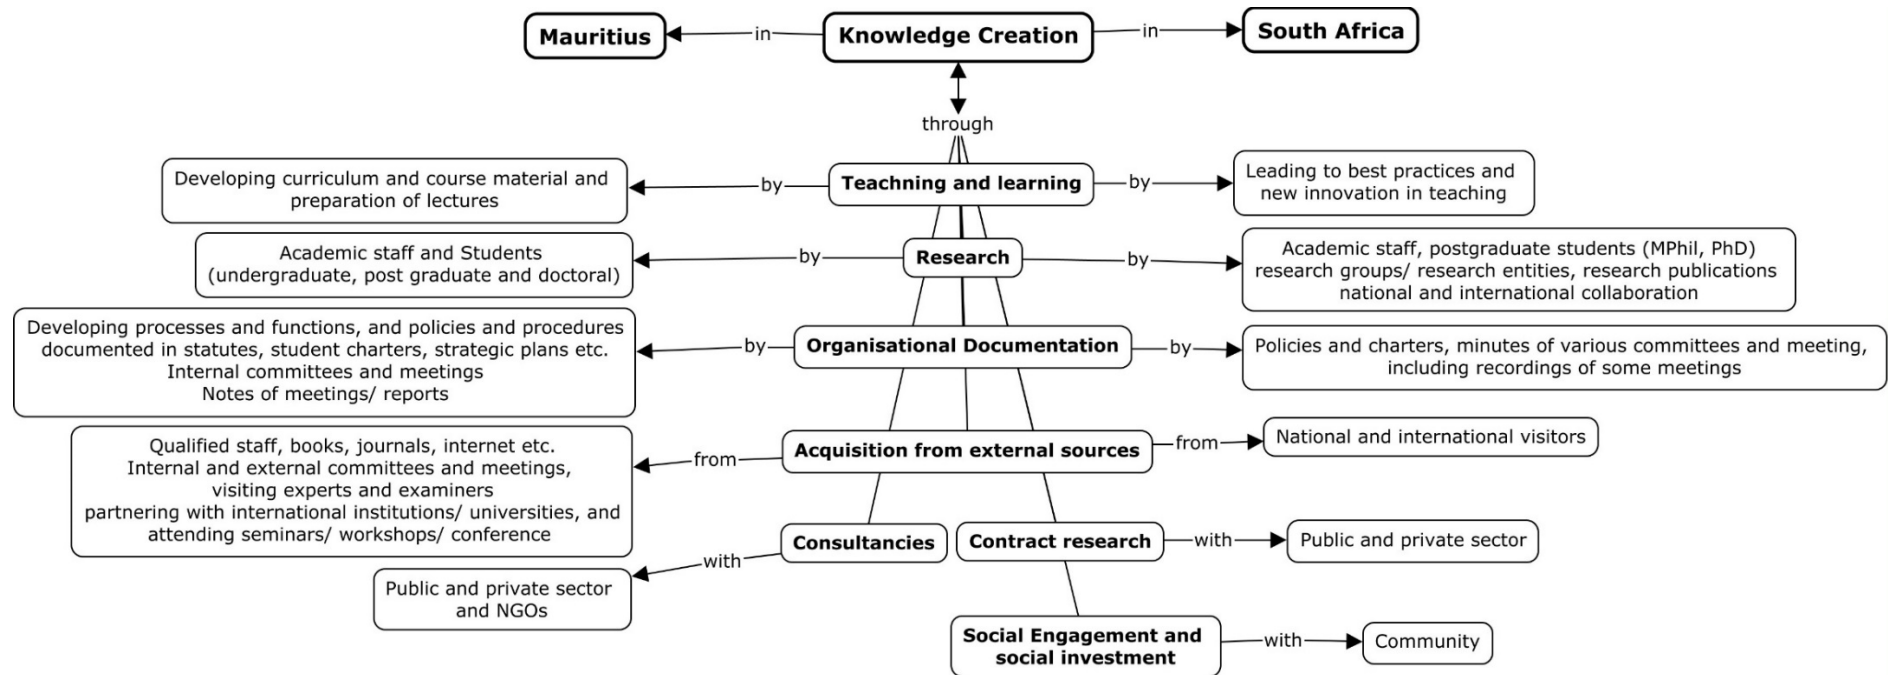 Mauritius
in
Knowledge Creation
in
South Africa
through
Developing curriculum and course material and
preparation of lectures
by
Teachning and learning
by
Leading to best practices and
new innovation in teaching
Academic staff and Students
(undergraduate, post graduate and doctoral)
by
Research
by
Academic staff, postgraduate students (MPhil, PhD)
research groups/ research entities, research publications
national and international collaboration
Developing processes and functions, and policies and procedures
documented in statutes, student charters, strategic plans etc.
Internal committees and meetings
Notes of meetings/ reports
by
Organisational Documentation
by
Policies and charters, minutes of various committees and meeting,
including recordings of some meetings
Qualified staff, books, journals, internet etc.
Internal and external committees and meetings,
visiting experts and examiners
partnering with international institutions/ universities, and
attending seminars/ workshops/ conference
from
Acquisition from external sources
from
National and international visitors
Public and private sector
and NGOs
with
Consultancies
Contract research
with
Public and private sector
Social Engagement and
social investment
with
Community